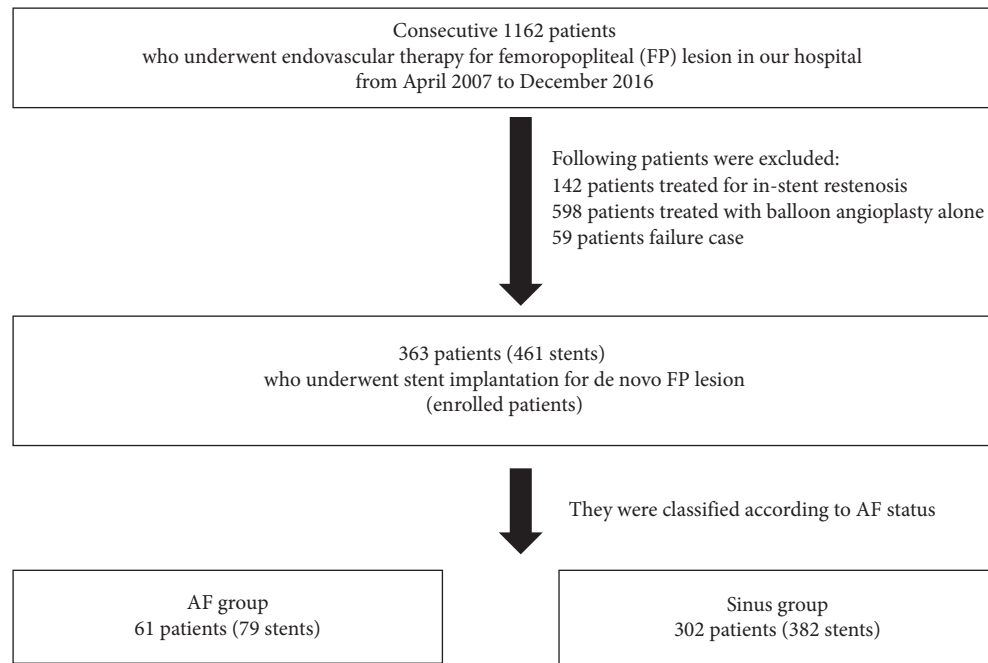 Consecutive 1162 patients
who underwent endovascular therapy for femoropopliteal (FP) lesion in our hospital
from April 2007 to December 2016
Following patients were excluded:
142 patients treated for in-stent restenosis
598 patients treated with balloon angioplasty alone
59 patients failure case
363 patients (461 stents)
who underwent stent implantation for de novo FP lesion
(enrolled patients)
They were classified according to AF status
AF group
61 patients (79 stents)
Sinus group
302 patients (382 stents)